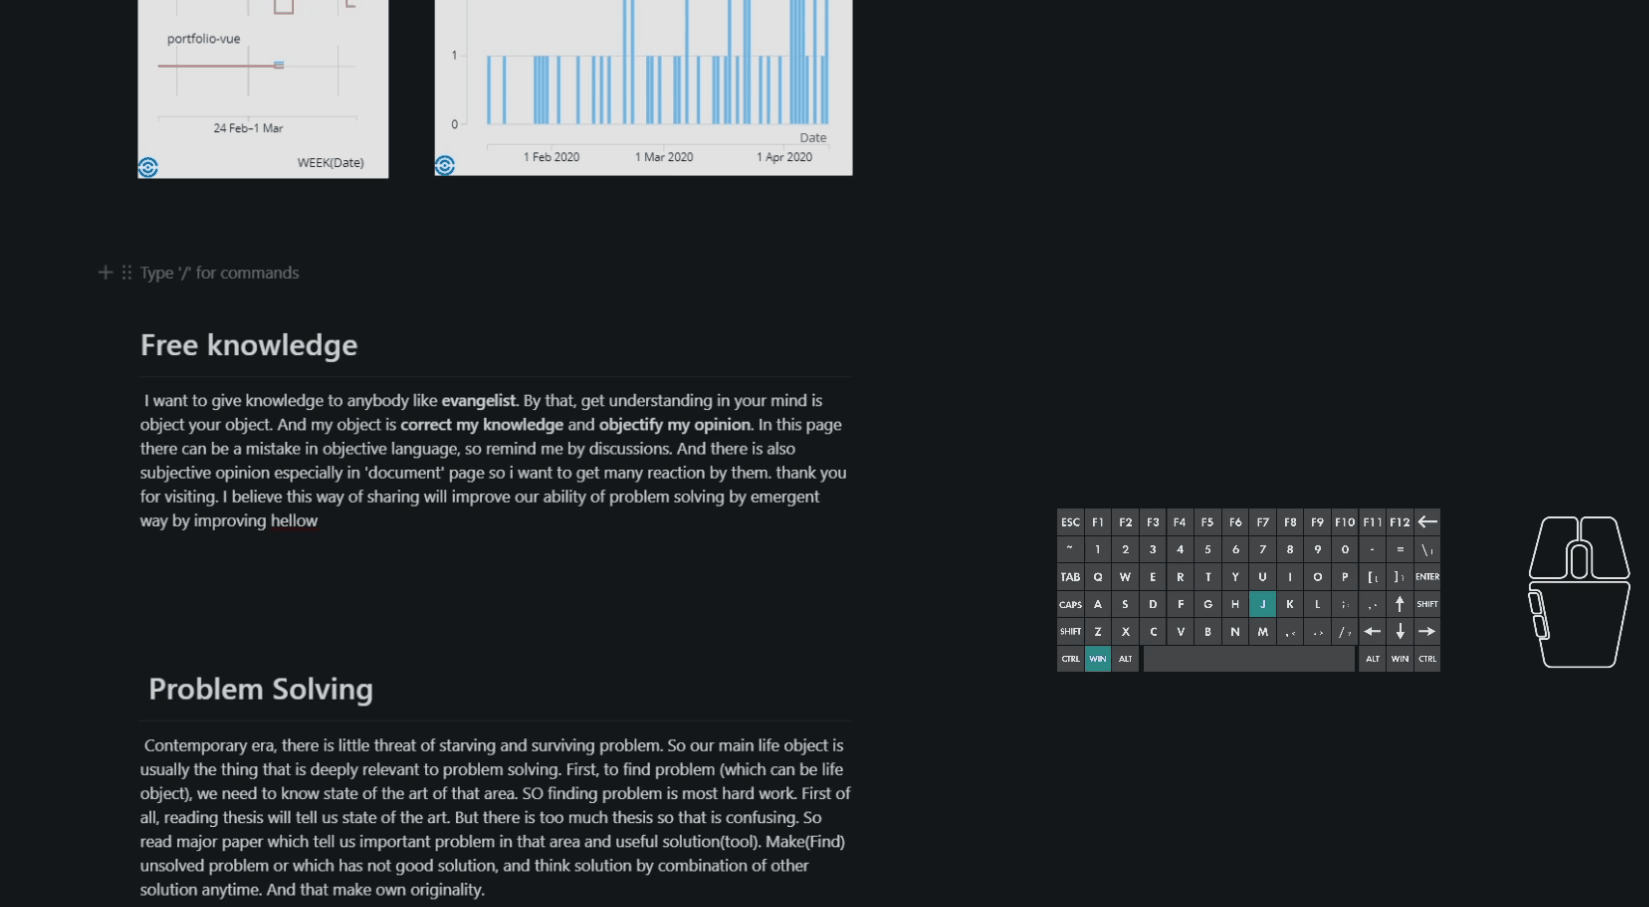 portfolio-vue
24 Feb–1 Mar
WEEK(Date)
1
0
Date
1 Feb 2020 1 Mar 2020 1 Apr 2020
Type '/' for commands
Free knowledge
I want to give knowledge to anybody like evangelist. By that, get understanding in your mind is
object your object. And my object is correct my knowledge and objectify my opinion. In this page
there can be a mistake in objective language, so remind me by discussions. And there is also
subjective opinion especially in 'document' page so i want to get many reaction by them. thank you
for visiting. I believe this way of sharing will improve our ability of problem solving by emergent
way by improving hellow
ESC F1 F2 F3 F4 F5 F6 F7 F8 F9 F10 F11 F12 ←
~ 1 2 3 4 5 6 7 8 9 0 - = \
TAB Q W E R T Y U I O P [ ] ENTER
CAPS A S D F G H J K L ; ↑ SHIFT
SHIFT Z X C V B N M , . / ← ↓ →
CTRL WIN ALT ALT WIN CTRL
Problem Solving
Contemporary era, there is little threat of starving and surviving problem. So our main life object is
usually the thing that is deeply relevant to problem solving. First, to find problem (which can be life
object), we need to know state of the art of that area. SO finding problem is most hard work. First of
all, reading thesis will tell us state of the art. But there is too much thesis so that is confusing. So
read major paper which tell us important problem in that area and useful solution(tool). Make(Find)
unsolved problem or which has not good solution, and think solution by combination of other
solution anytime. And that make own originality.